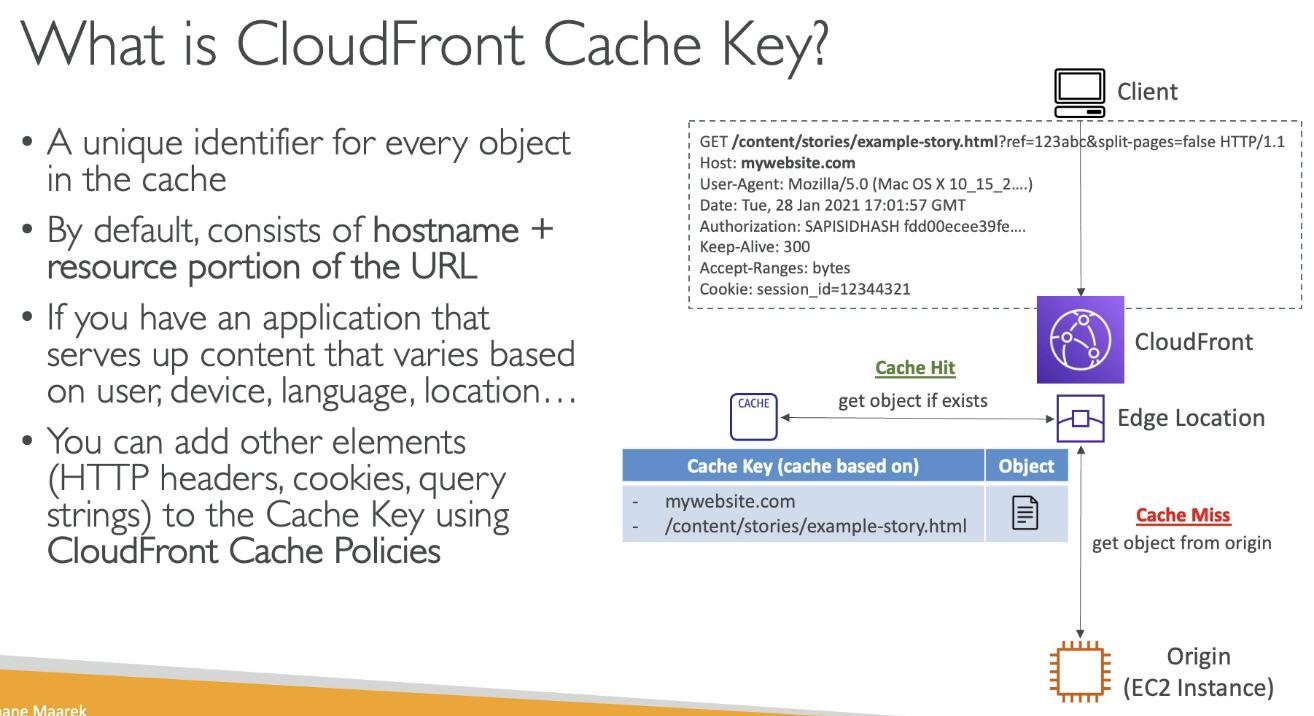 What is CloudFront Cache Key?
• A unique identifier for every object
in the cache
• By default, consists of hostname +
resource portion of the URL
• If you have an application that
serves up content that varies based
on user, device, language, location…
• You can add other elements
(HTTP headers, cookies, query
strings) to the Cache Key using
CloudFront Cache Policies
Client
GET /content/stories/example-story.html?ref=123abc&split-pages=false HTTP/1.1
Host: mywebsite.com
User-Agent: Mozilla/5.0 (Mac OS X 10_15_2….)
Date: Tue, 28 Jan 2021 17:01:57 GMT
Authorization: SAPISIDHASH fdd00ecee39fe….
Keep-Alive: 300
Accept-Ranges: bytes
Cookie: session_id=12344321
CloudFront
Cache Hit
get object if exists
CACHE
Edge Location
Cache Key (cache based on) Object
- mywebsite.com
- /content/stories/example-story.html
Cache Miss
get object from origin
Origin
(EC2 Instance)
Maarek